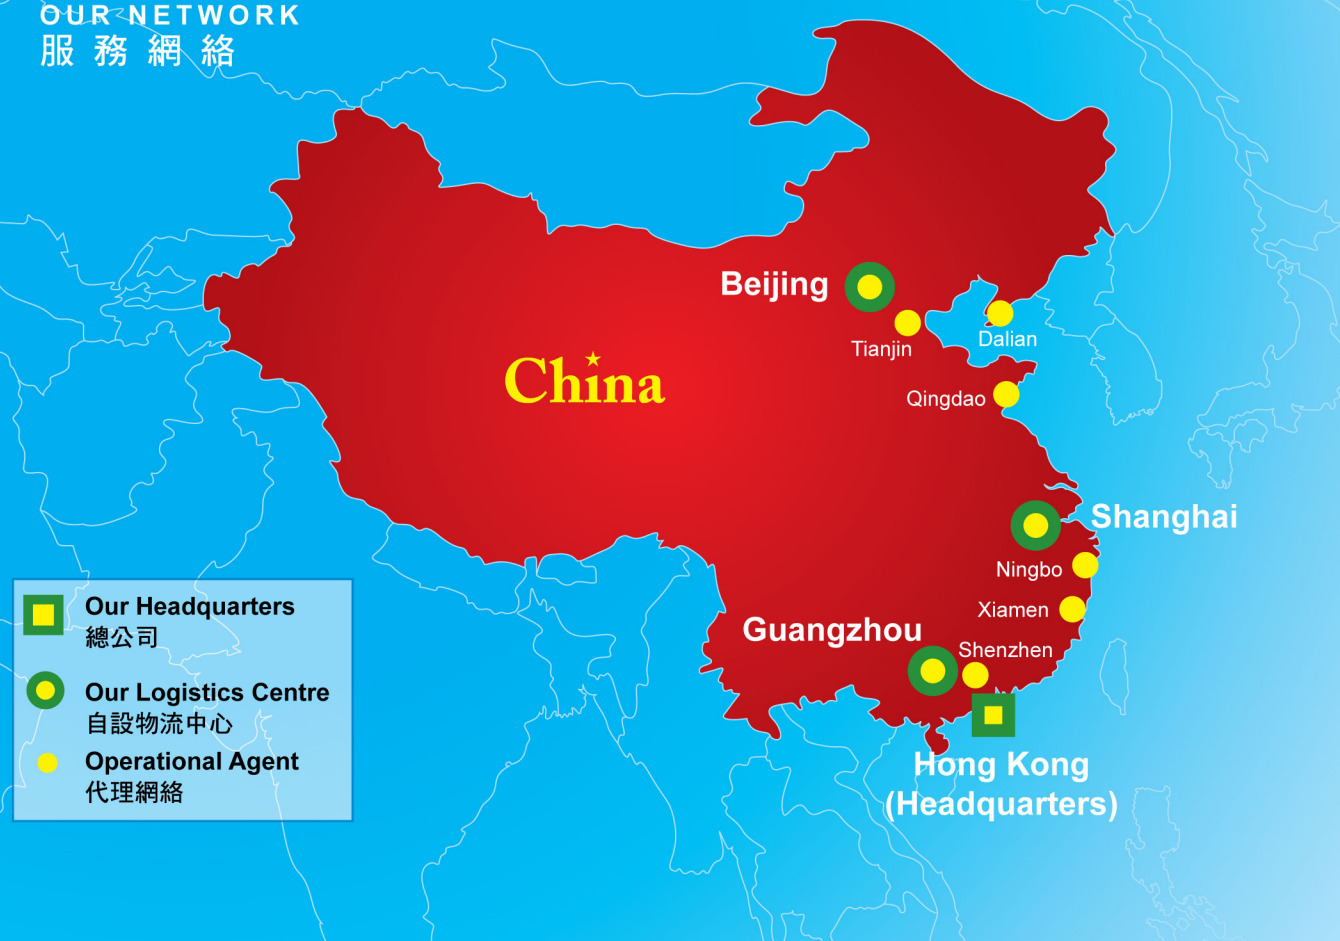 OUR NETWORK
服務網絡
Beijing
Tianjin
Dalian
China
Qingdao
Shanghai
Ningbo
Xiamen
Guangzhou
Shenzhen
Hong Kong
(Headquarters)
Our Headquarters
總公司
Our Logistics Centre
自設物流中心
Operational Agent
代理網絡